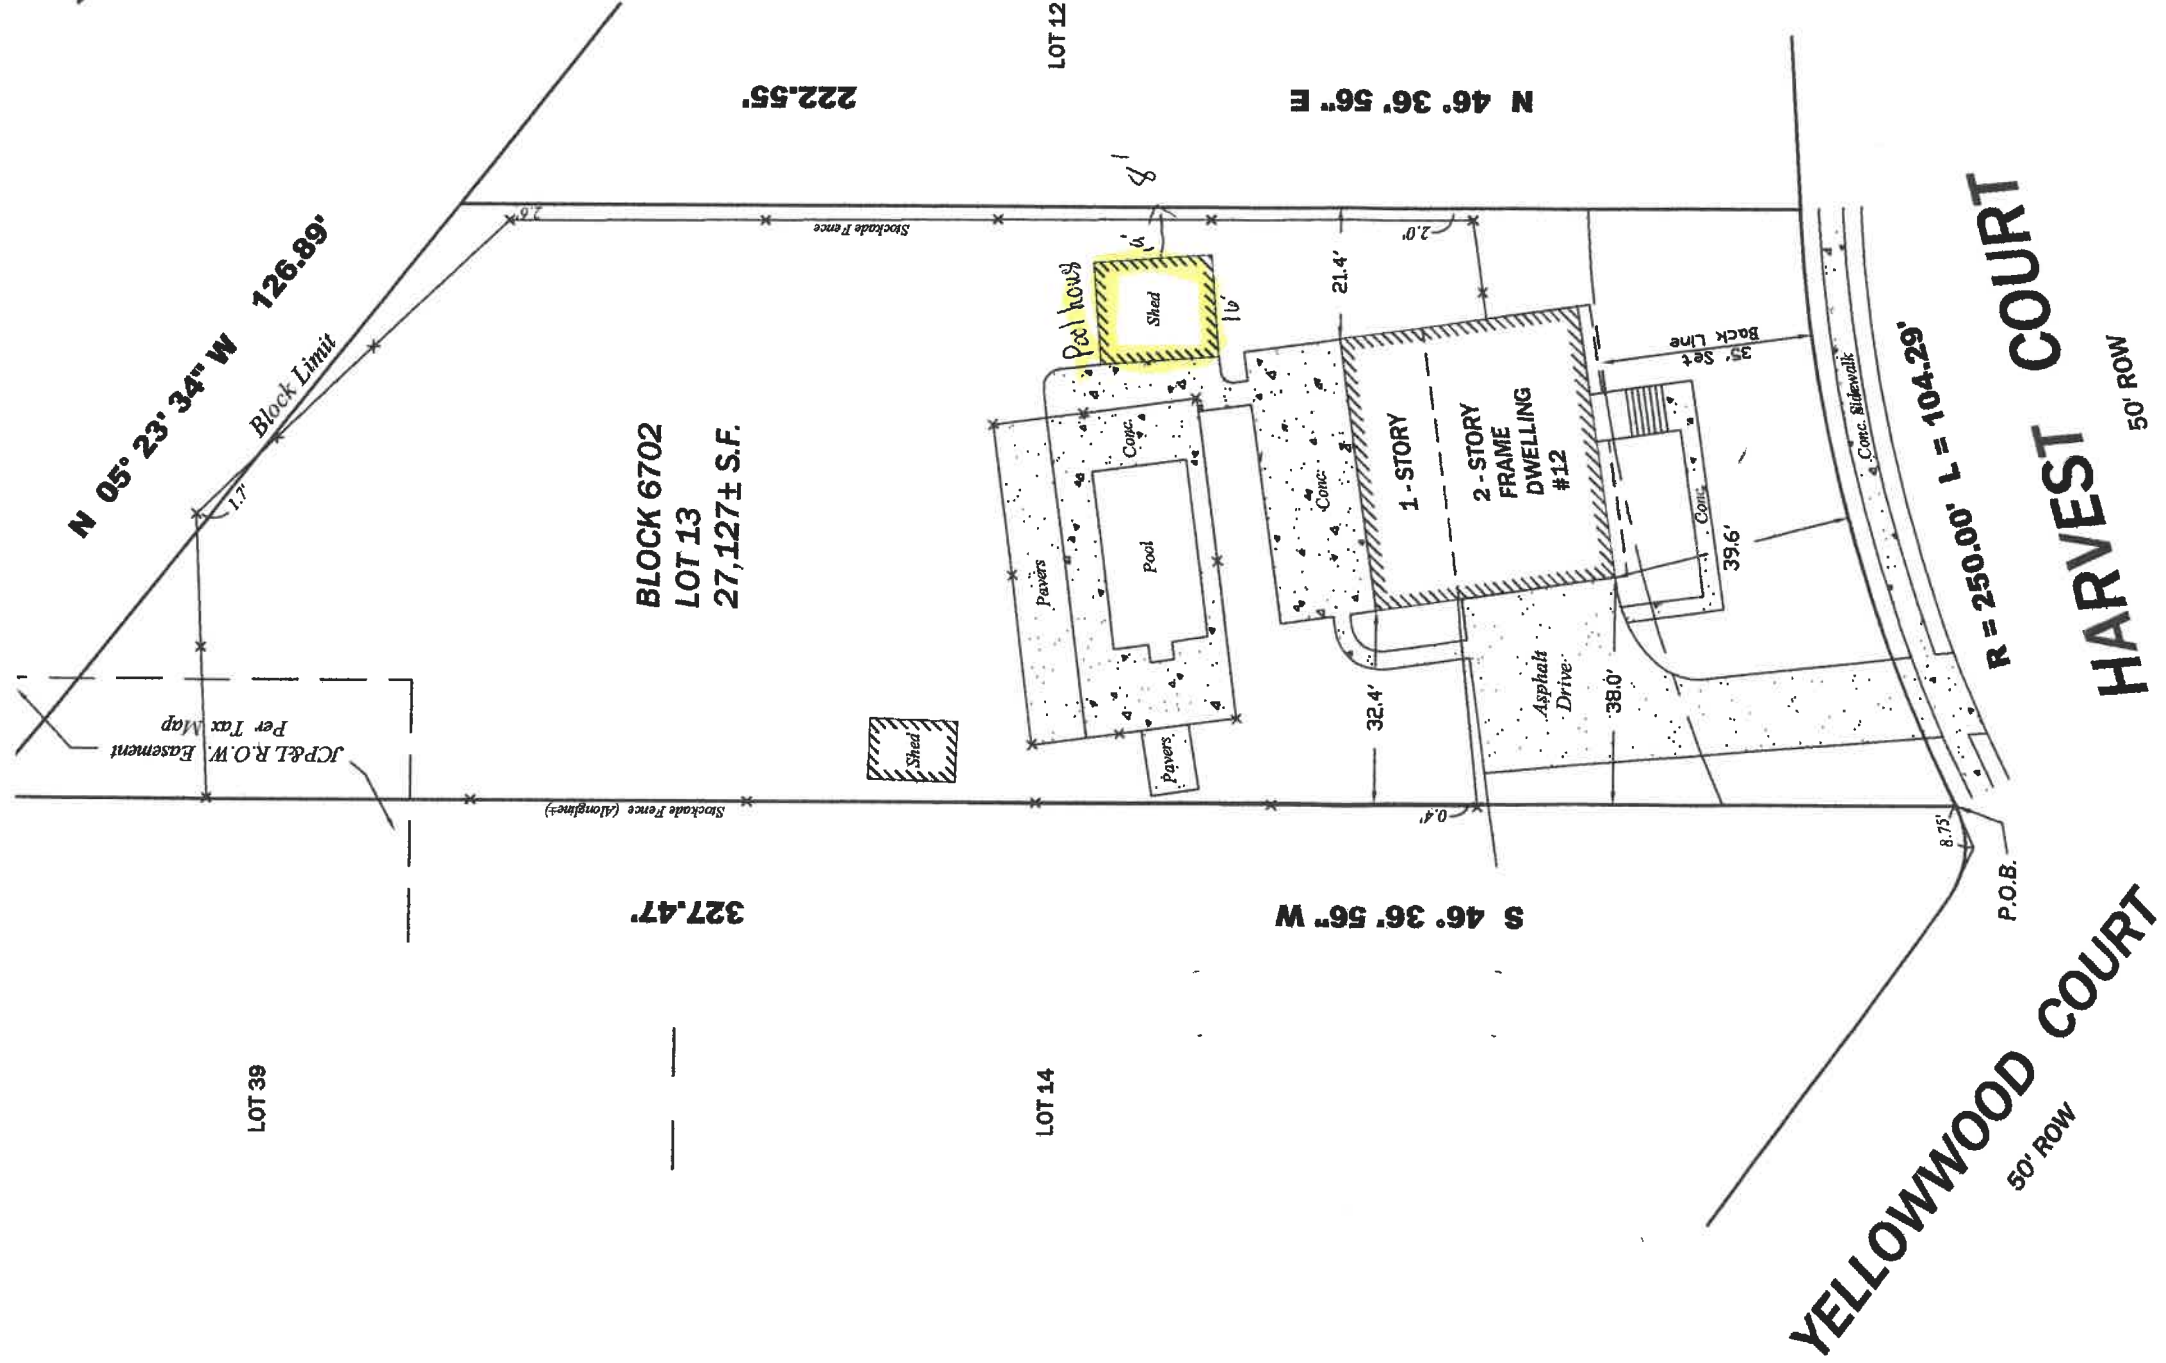 LOT 12
222.55'
N 46° 36' 56" E
N 05° 23' 34" W 126.89'
Block Limit
2.6'
Stockade Fence
2.0'
8'
Pool house
16'
Shed
21.4'
1.7'
BLOCK 6702
LOT 13
27,127± S.F.
Pavers
Conc.
Pool
Conc.
1 - STORY
2 - STORY
FRAME
DWELLING
#12
35' Set
Back Line
Conc. Sidewalk
Conc.
39.6'
R = 250.00' L = 104.29'
HARVEST COURT
50' ROW
JCP&L R.O.W. Easement
Per Tax Map
Shed
Pavers
32.4'
Asphalt
Drive
38.0'
Stockade Fence (Alongline±)
0.4'
8.75'
P.O.B.
327.47'
S 46° 36' 56" W
LOT 39
LOT 14
YELLOWWOOD COURT
50' ROW